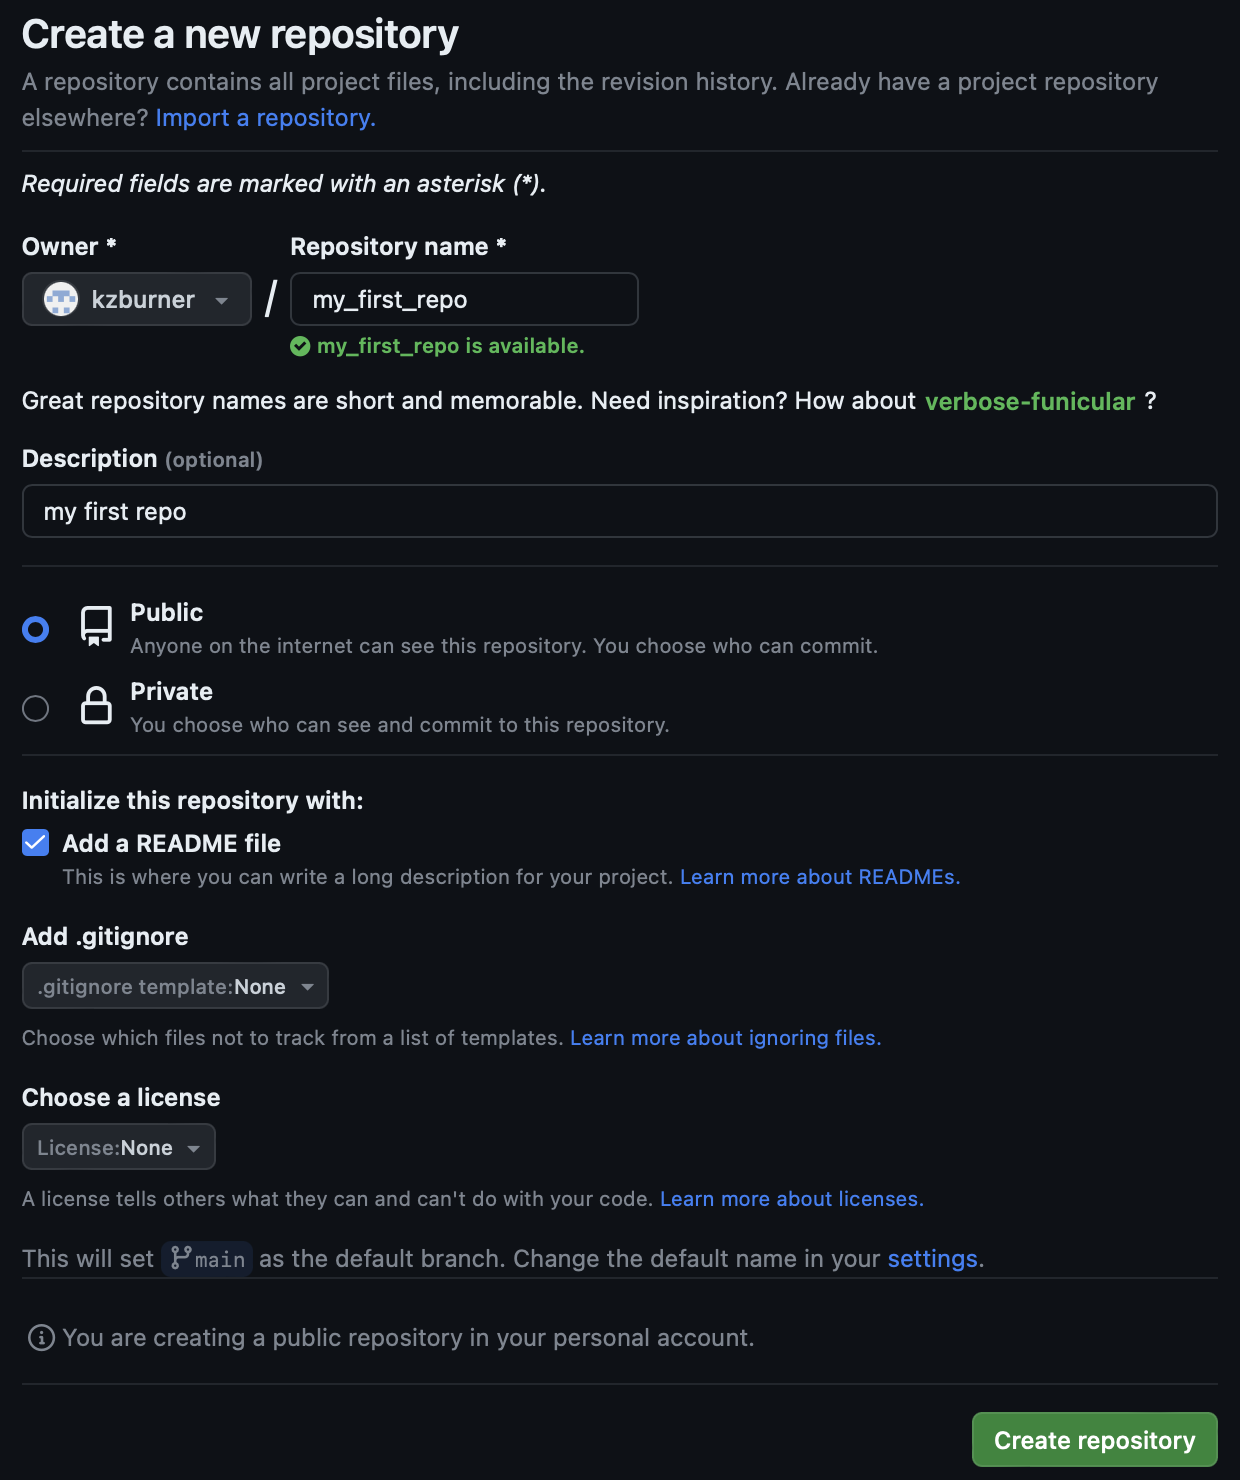 Create a new repository
A repository contains all project files, including the revision history. Already have a project repository
elsewhere? Import a repository.
Required fields are marked with an asterisk (*).
Owner *
Repository name *
kzburner
/
my_first_repo
my_first_repo is available.
Great repository names are short and memorable. Need inspiration? How about verbose-funicular ?
Description (optional)
my first repo
Public
Anyone on the internet can see this repository. You choose who can commit.
Private
You choose who can see and commit to this repository.
Initialize this repository with:
Add a README file
This is where you can write a long description for your project. Learn more about READMEs.
Add .gitignore
.gitignore template:None
Choose which files not to track from a list of templates. Learn more about ignoring files.
Choose a license
License:None
A license tells others what they can and can't do with your code. Learn more about licenses.
This will set main as the default branch. Change the default name in your settings.
You are creating a public repository in your personal account.
Create repository